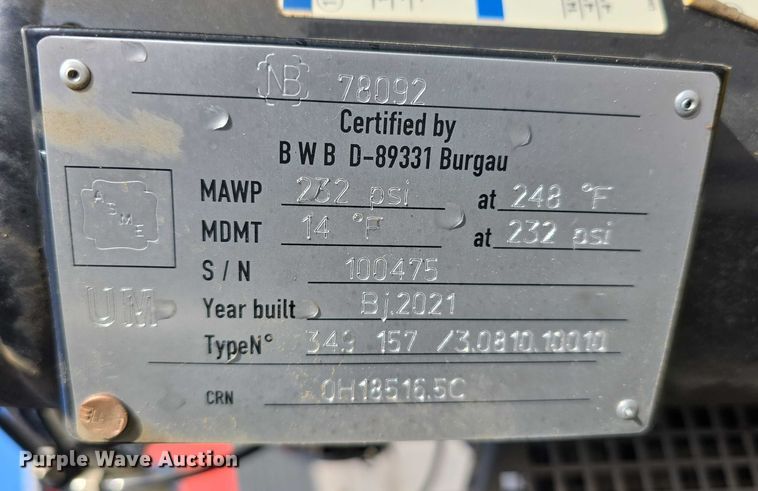 NB 78092
Certified by
B W B D-89331 Burgau
ASME
MAWP 232 psi at 248 °F
MDMT 14 °F at 232 psi
S / N 100475
UM
Year built Bj.2021
TypeN° 349 157 /3.0810.10010
CRN 0H18516.5C
Purple Wave Auction